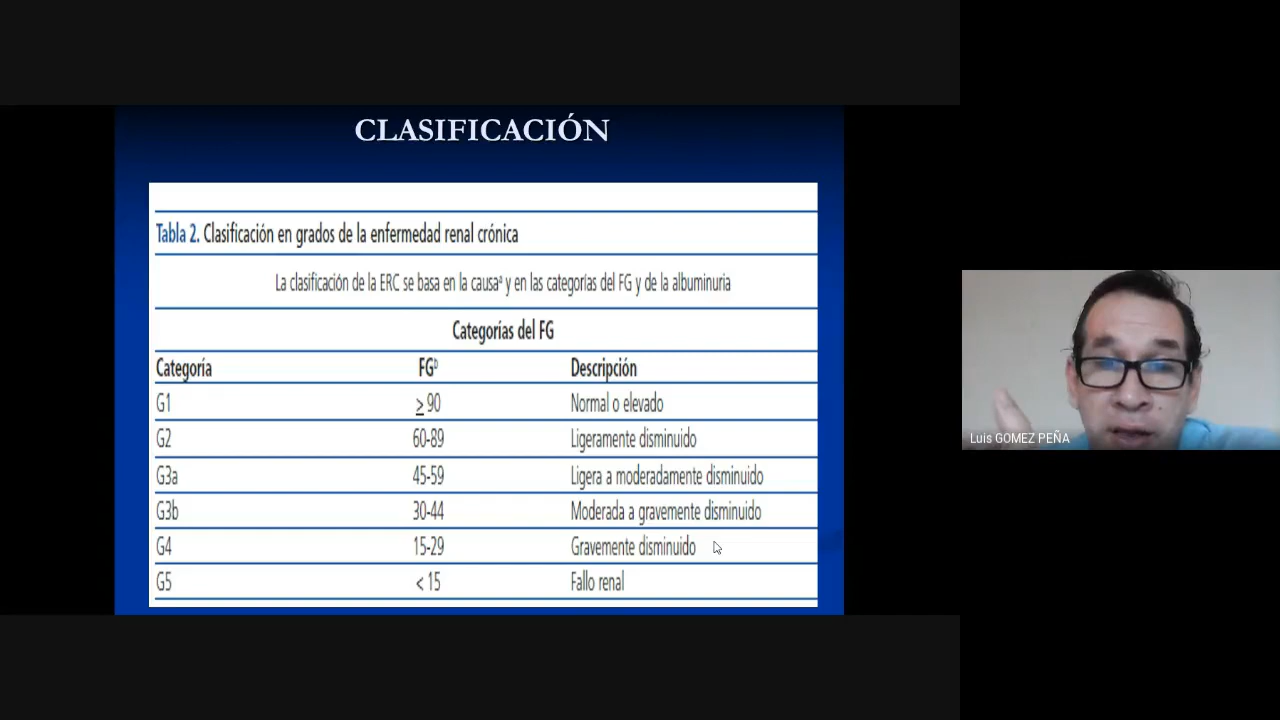 CLASIFICACIÓN
Tabla 2. Clasificación en grados de la enfermedad renal crónica
La clasificación de la ERC se basa en la causaª y en las categorías del FG y de la albuminuria
Categorías del FG
Categoría FGᵇ Descripción
G1 ≥ 90 Normal o elevado
G2 60-89 Ligeramente disminuido
G3a 45-59 Ligera a moderadamente disminuido
G3b 30-44 Moderada a gravemente disminuido
G4 15-29 Gravemente disminuido
G5 < 15 Fallo renal
Luis GOMEZ PEÑA